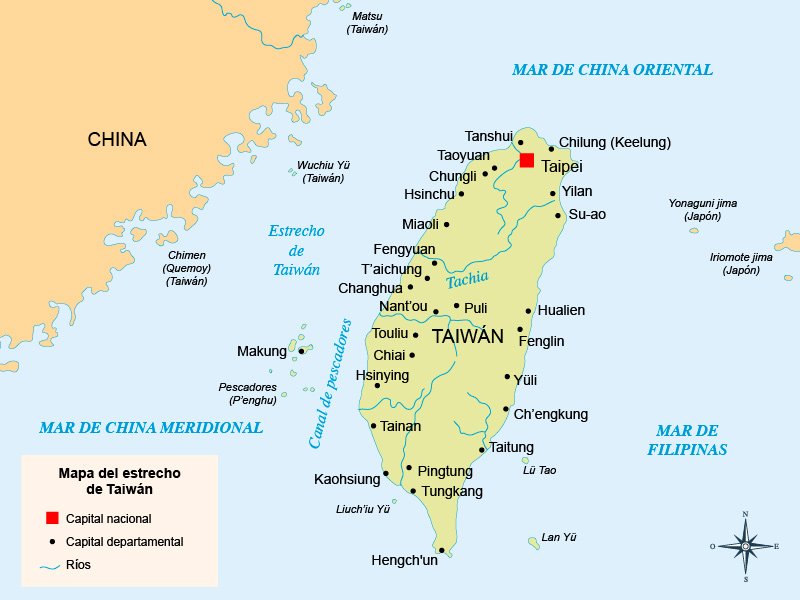 Matsu
(Taiwán)
MAR DE CHINA ORIENTAL
CHINA
Tanshui
Chilung (Keelung)
Taoyuan
Taipei
Chungli
Wuchiu Yü
(Taiwán)
Hsinchu
Yilan
Su-ao
Yonaguni jima
(Japón)
Miaoli
Estrecho
de
Taiwán
Fengyuan
Chimen
(Quemoy)
(Taiwán)
Iriomote jima
(Japón)
T'aichung
Tachia
Changhua
Nant'ou
Puli
Hualien
Touliu
TAIWÁN
Fenglin
Makung
Chiai
Canal de pescadores
Hsinying
Yüli
Pescadores
(P'enghu)
Ch'engkung
MAR DE CHINA MERIDIONAL
Tainan
MAR DE
FILIPINAS
Taitung
Lü Tao
Pingtung
Kaohsiung
Tungkang
Liuch'iu Yü
Lan Yü
Hengch'un
Mapa del estrecho
de Taiwán
Capital nacional
Capital departamental
Ríos
N
O
E
S